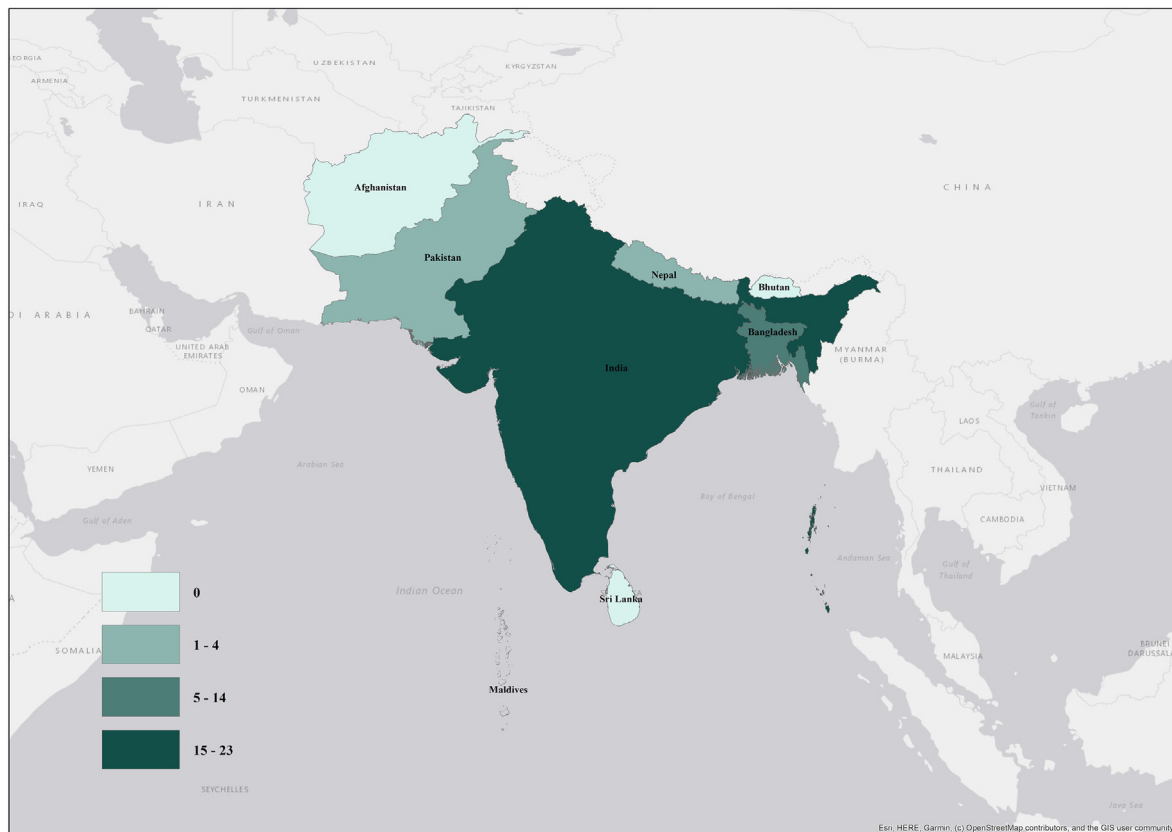 GEORGIA
ARMENIA
UZBEKISTAN
KYRGYZSTAN
TURKMENISTAN
TAJIKISTAN
CHINA
IRAQ
IRAN
Afghanistan
Pakistan
Nepal
Bhutan
Bangladesh
India
DI ARABIA
BAHRAIN
QATAR
Gulf of Oman
UNITED ARAB
EMIRATES
OMAN
MYANMAR
(BURMA)
LAOS
Gulf of
Tonkin
THAILAND
VIETNAM
CAMBODIA
YEMEN
Arabian Sea
Bay of Bengal
Gulf of Aden
Andaman Sea
Gulf of
Thailand
Indian Ocean
Sri Lanka
SOMALIA
MALAYSIA
BRUNEI
DARUSSALA
Maldives
0
1 - 4
5 - 14
15 - 23
SEYCHELLES
Java Sea
Esri, HERE, Garmin, (c) OpenStreetMap contributors, and the GIS user community